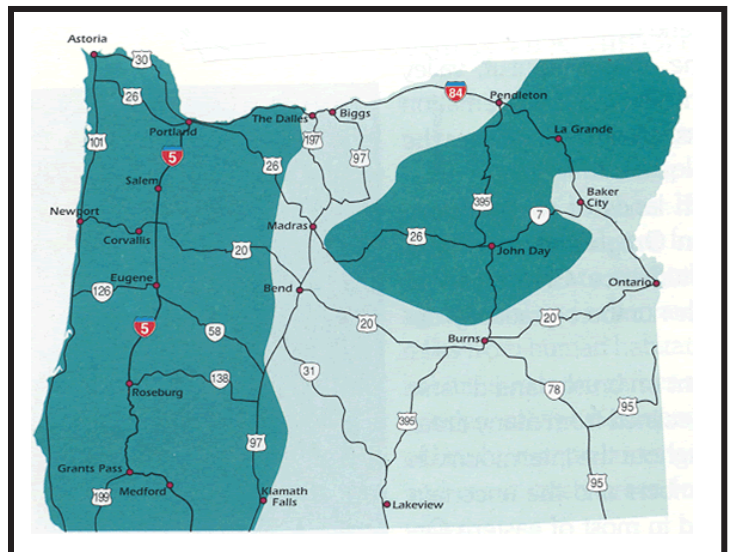 Astoria
30
26
84
Pendleton
The Dalles
Biggs
Portland
La Grande
101
197
5
97
26
Salem
Baker
City
395
7
Newport
Madras
26
Corvallis
20
John Day
Eugene
Bend
Ontario
126
20
20
5
58
Burns
31
138
78
Roseburg
95
395
97
Grants Pass
95
Medford
Klamath
Falls
199
Lakeview